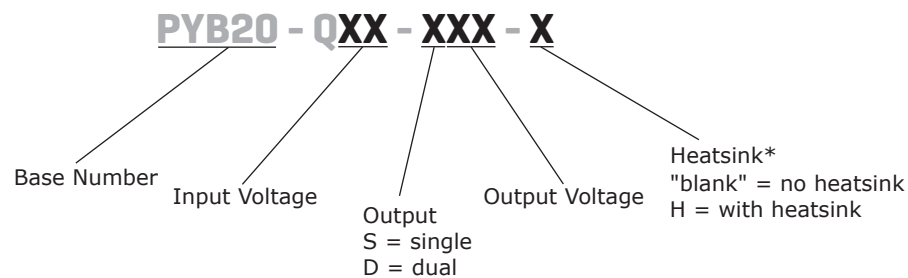 PYB20 - QXX - XXX - X
Base Number
Input Voltage
Output
S = single
D = dual
Output Voltage
Heatsink*
"blank" = no heatsink
H = with heatsink